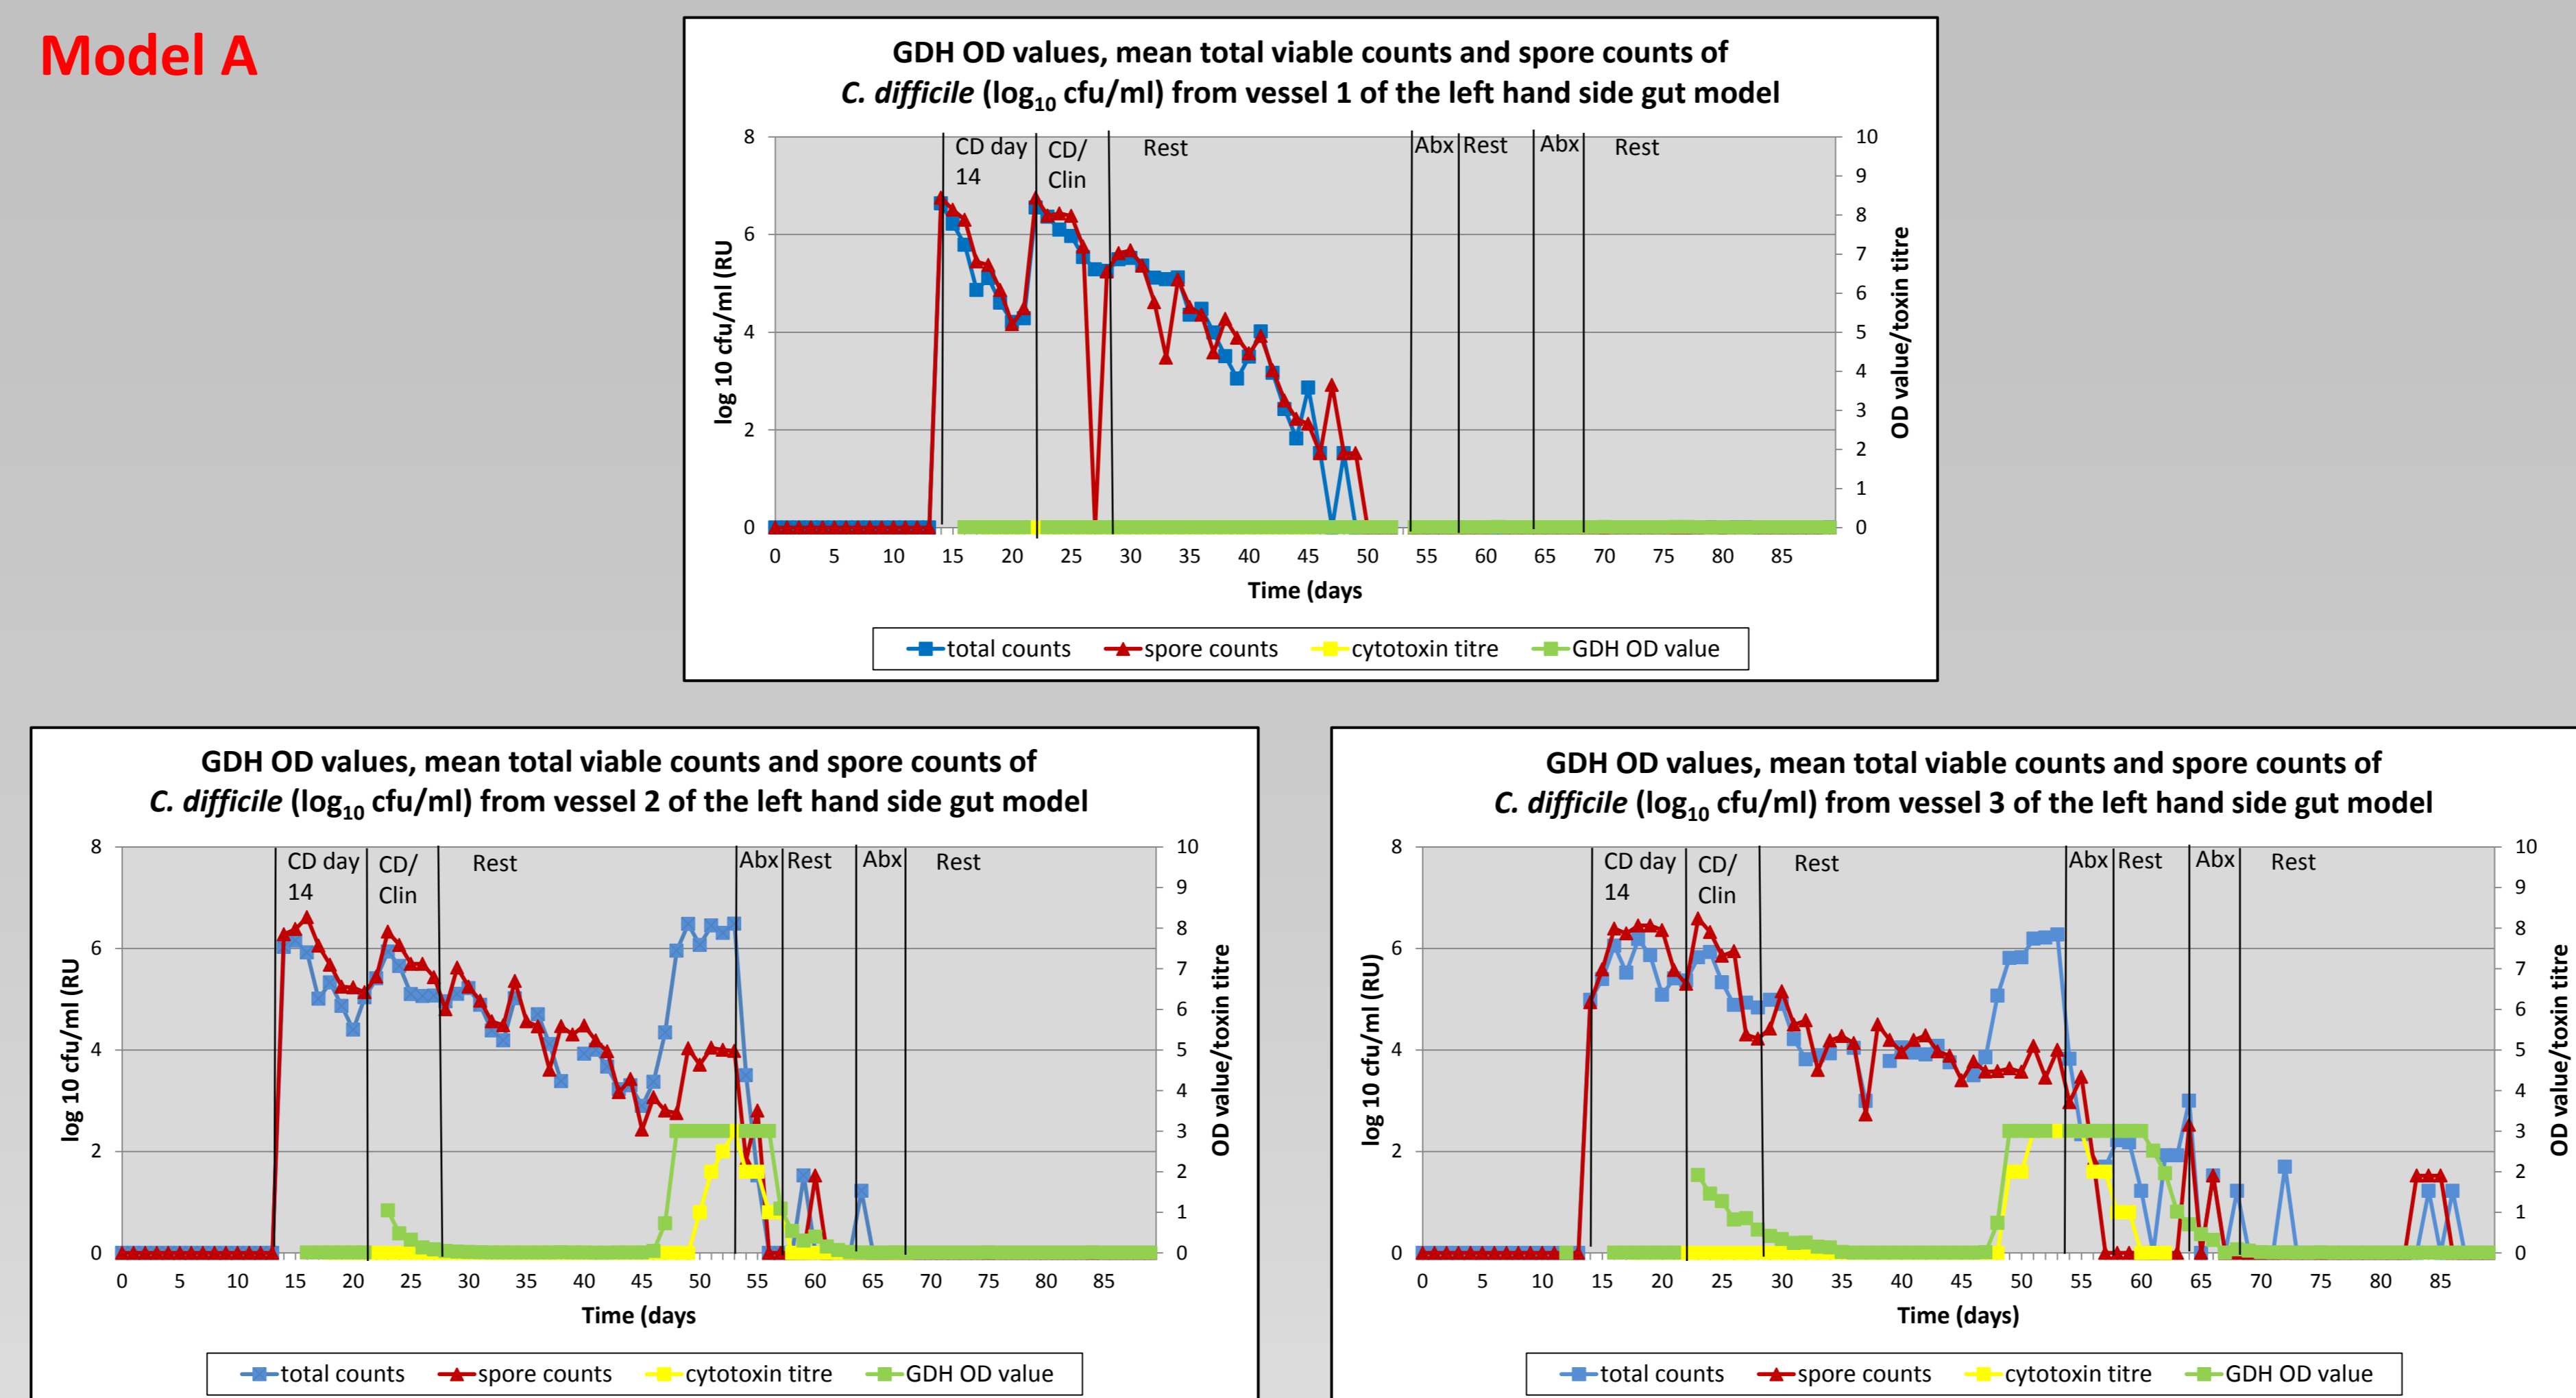 Model A
GDH OD values, mean total viable counts and spore counts of
C. difficile (log10 cfu/ml) from vessel 1 of the left hand side gut model
8
6
4
2
0
log 10 cfu/ml (RU
CD day
14
CD/
Clin
Rest
Abx
Rest
Abx
Rest
10
9
8
7
6
5
4
3
2
1
0
OD value/toxin titre
0 5 10 15 20 25 30 35 40 45 50 55 60 65 70 75 80 85
Time (days
total counts spore counts cytotoxin titre GDH OD value
GDH OD values, mean total viable counts and spore counts of
C. difficile (log10 cfu/ml) from vessel 2 of the left hand side gut model
8
6
4
2
0
log 10 cfu/ml (RU
CD day
14
CD/
Clin
Rest
Abx
Rest
Abx
Rest
10
9
8
7
6
5
4
3
2
1
0
OD value/toxin titre
0 5 10 15 20 25 30 35 40 45 50 55 60 65 70 75 80 85
Time (days
total counts spore counts cytotoxin titre GDH OD value
GDH OD values, mean total viable counts and spore counts of
C. difficile (log10 cfu/ml) from vessel 3 of the left hand side gut model
8
6
4
2
0
log 10 cfu/ml (RU)
CD day
14
CD/
Clin
Rest
Abx
Rest
Abx
Rest
10
9
8
7
6
5
4
3
2
1
0
OD value/toxin titre
0 5 10 15 20 25 30 35 40 45 50 55 60 65 70 75 80 85
Time (days)
total counts spore counts cytotoxin titre GDH OD value